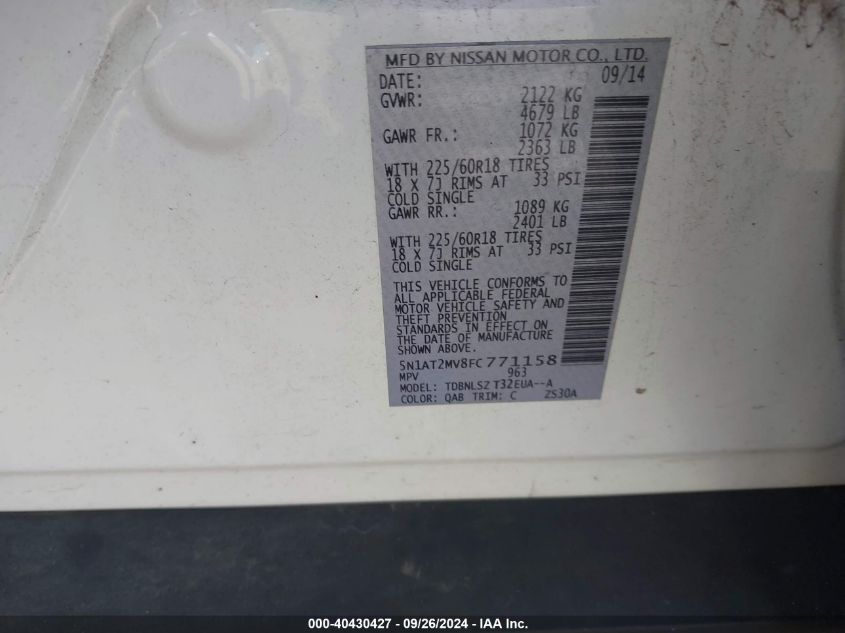 MFD BY NISSAN MOTOR CO., LTD.
DATE: 09/14
GVWR: 2122 KG
4679 LB
GAWR FR.: 1072 KG
2363 LB
WITH 225/60R18 TIRES
18 X 7J RIMS AT 33 PSI
COLD SINGLE
GAWR RR.: 1089 KG
2401 LB
WITH 225/60R18 TIRES
18 X 7J RIMS AT 33 PSI
COLD SINGLE
THIS VEHICLE CONFORMS TO
ALL APPLICABLE FEDERAL
MOTOR VEHICLE SAFETY AND
THEFT PREVENTION
STANDARDS IN EFFECT ON
THE DATE OF MANUFACTURE
SHOWN ABOVE.
5N1AT2MV8FC771158
MPV 963
MODEL: TDBNLSZ T32EUA--A
COLOR: QAB TRIM: C ZS30A
000-40430427 - 09/26/2024 - IAA Inc.